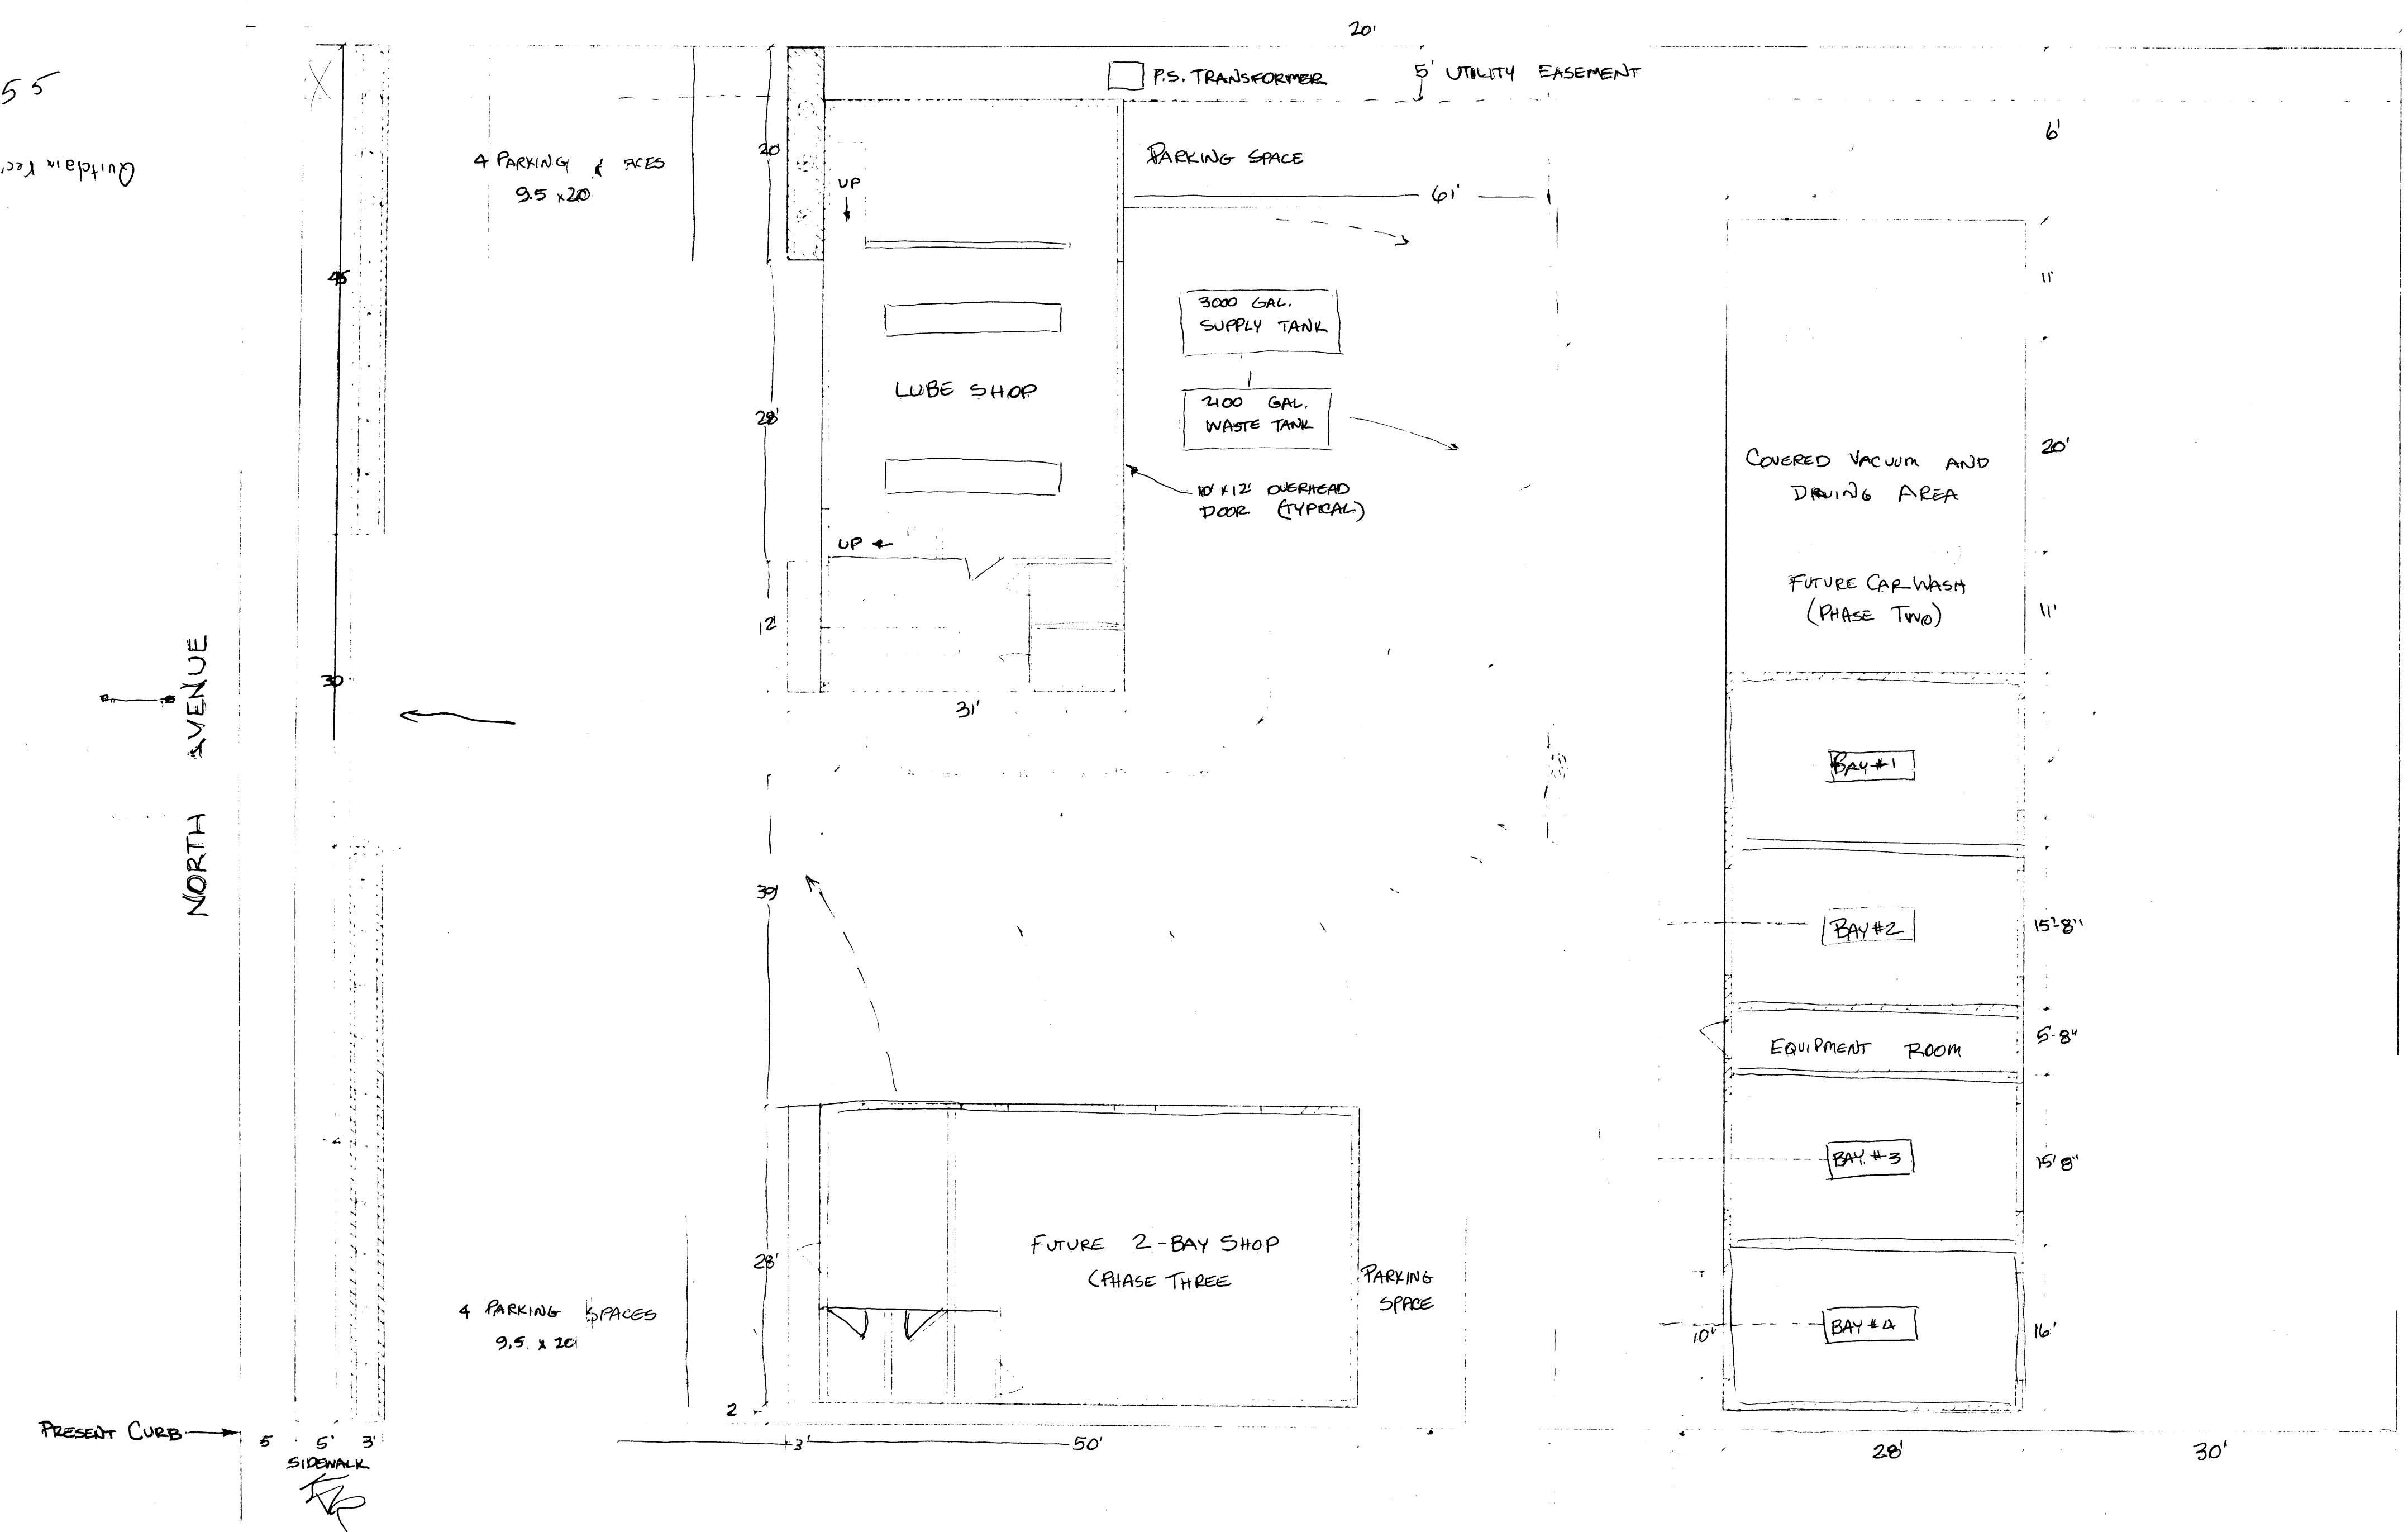 20'
55
P.S. TRANSFORMER
5' UTILITY EASEMENT
6'
4 PARKING
ACES
9.5 x 20
20
UP
PARKING SPACE
61'
Quitclaim Rec'
45
11'
3000 GAL.
SUPPLY TANK
LUBE SHOP
28'
2100 GAL.
WASTE TANK
10' x 12' OVERHEAD
DOOR (TYPICAL)
COVERED VACUUM AND
DRVING AREA
20'
UP
FUTURE CAR WASH
(PHASE TWO)
11'
12'
30
31'
NORTH AVENUE
BAY #1
39'
BAY #2
15'-8"
EQUIPMENT ROOM
5-8"
BAY #3
15'8"
FUTURE 2-BAY SHOP
(PHASE THREE
28'
PARKING
SPACE
4 PARKING SPACES
9.5 x 20
BAY #4
10'
16'
2
PRESENT CURB
5
5'
3'
SIDEWALK
3'
50'
28'
30'